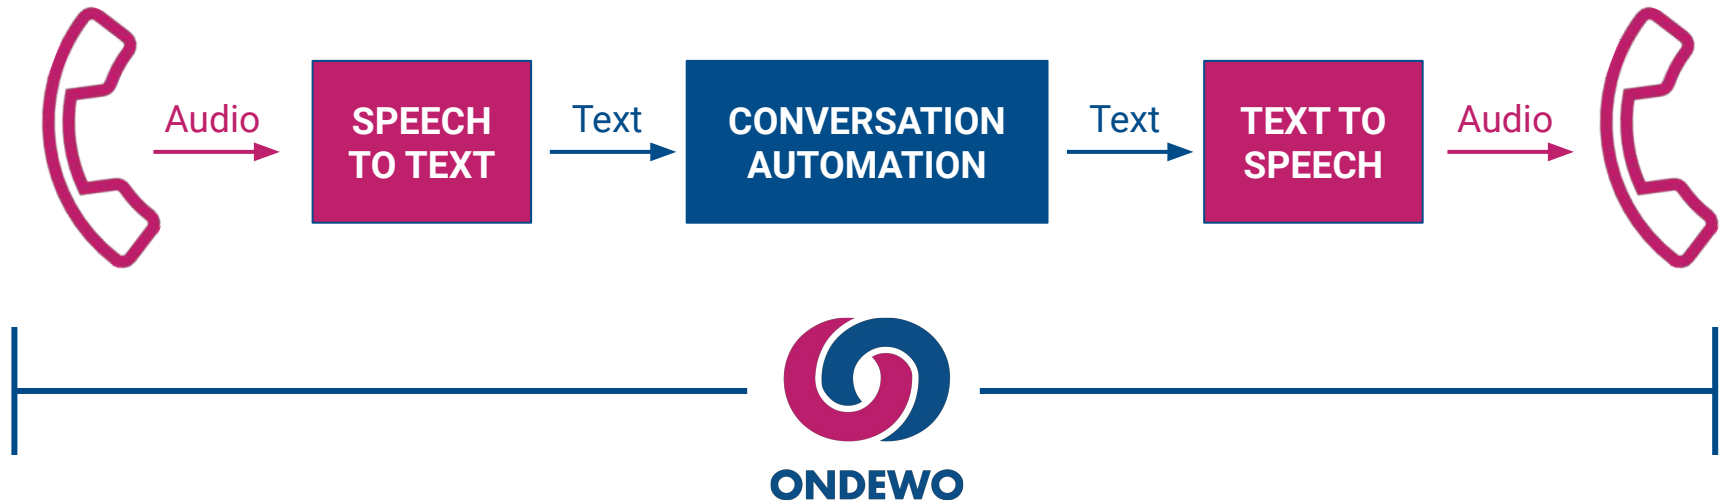 Audio
SPEECH
TO TEXT
Text
CONVERSATION
AUTOMATION
Text
TEXT TO
SPEECH
Audio
ONDEWO